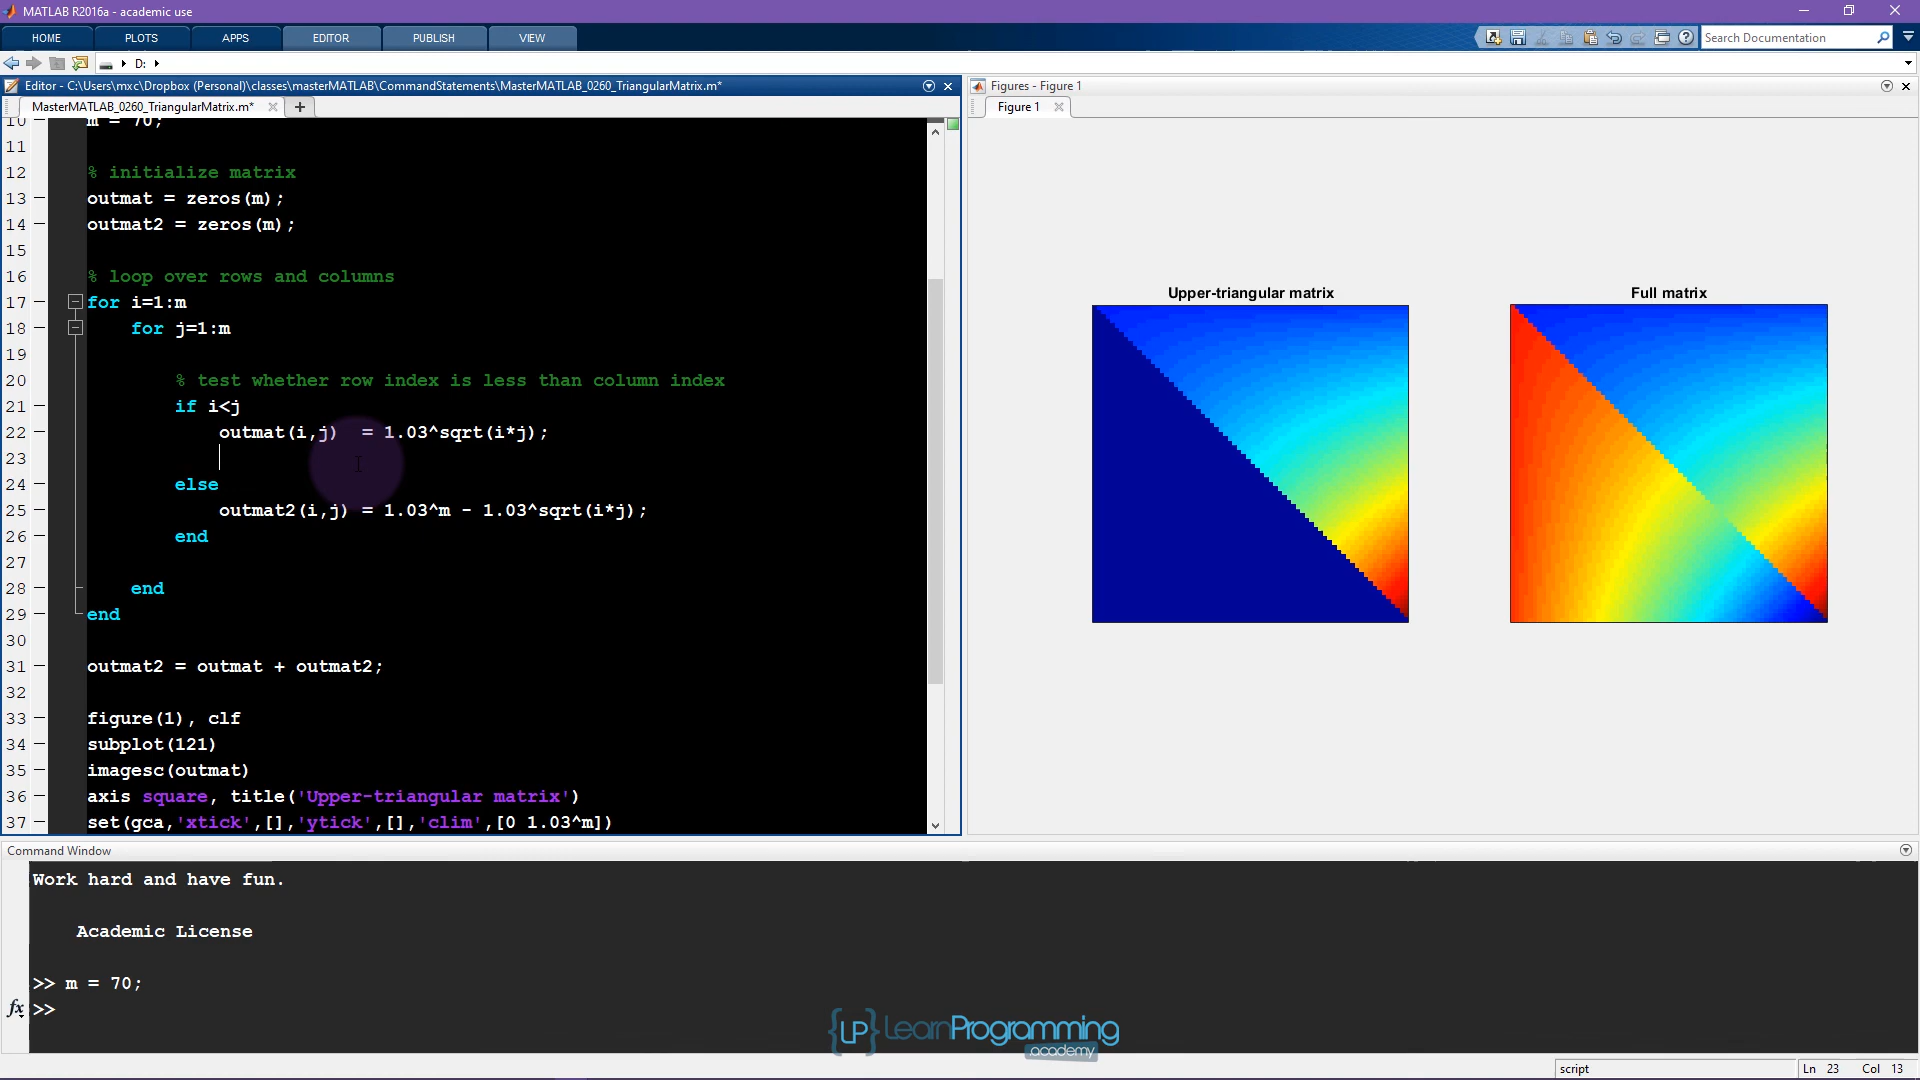 MATLAB R2016a - academic use
HOME PLOTS APPS EDITOR PUBLISH VIEW
Search Documentation
D:
Editor - C:\Users\mxc\Dropbox (Personal)\classes\masterMATLAB\CommandStatements\MasterMATLAB_0260_TriangularMatrix.m*
MasterMATLAB_0260_TriangularMatrix.m*
10 m = 70;
11
12 % initialize matrix
13 outmat = zeros(m);
14 outmat2 = zeros(m);
15
16 % loop over rows and columns
17 for i=1:m
18 for j=1:m
19
20 % test whether row index is less than column index
21 if i<j
22 outmat(i,j)  = 1.03^sqrt(i*j);
23
24 else
25 outmat2(i,j) = 1.03^m - 1.03^sqrt(i*j);
26 end
27
28 end
29 end
30
31 outmat2 = outmat + outmat2;
32
33 figure(1), clf
34 subplot(121)
35 imagesc(outmat)
36 axis square, title('Upper-triangular matrix')
37 set(gca,'xtick',[],'ytick',[],'clim',[0 1.03^m])
Figures - Figure 1
Figure 1
Upper-triangular matrix
Full matrix
Command Window
Work hard and have fun.
Academic License
>> m = 70;
fx >>
{LP} LearnProgramming
.academy
script
Ln 23 Col 13